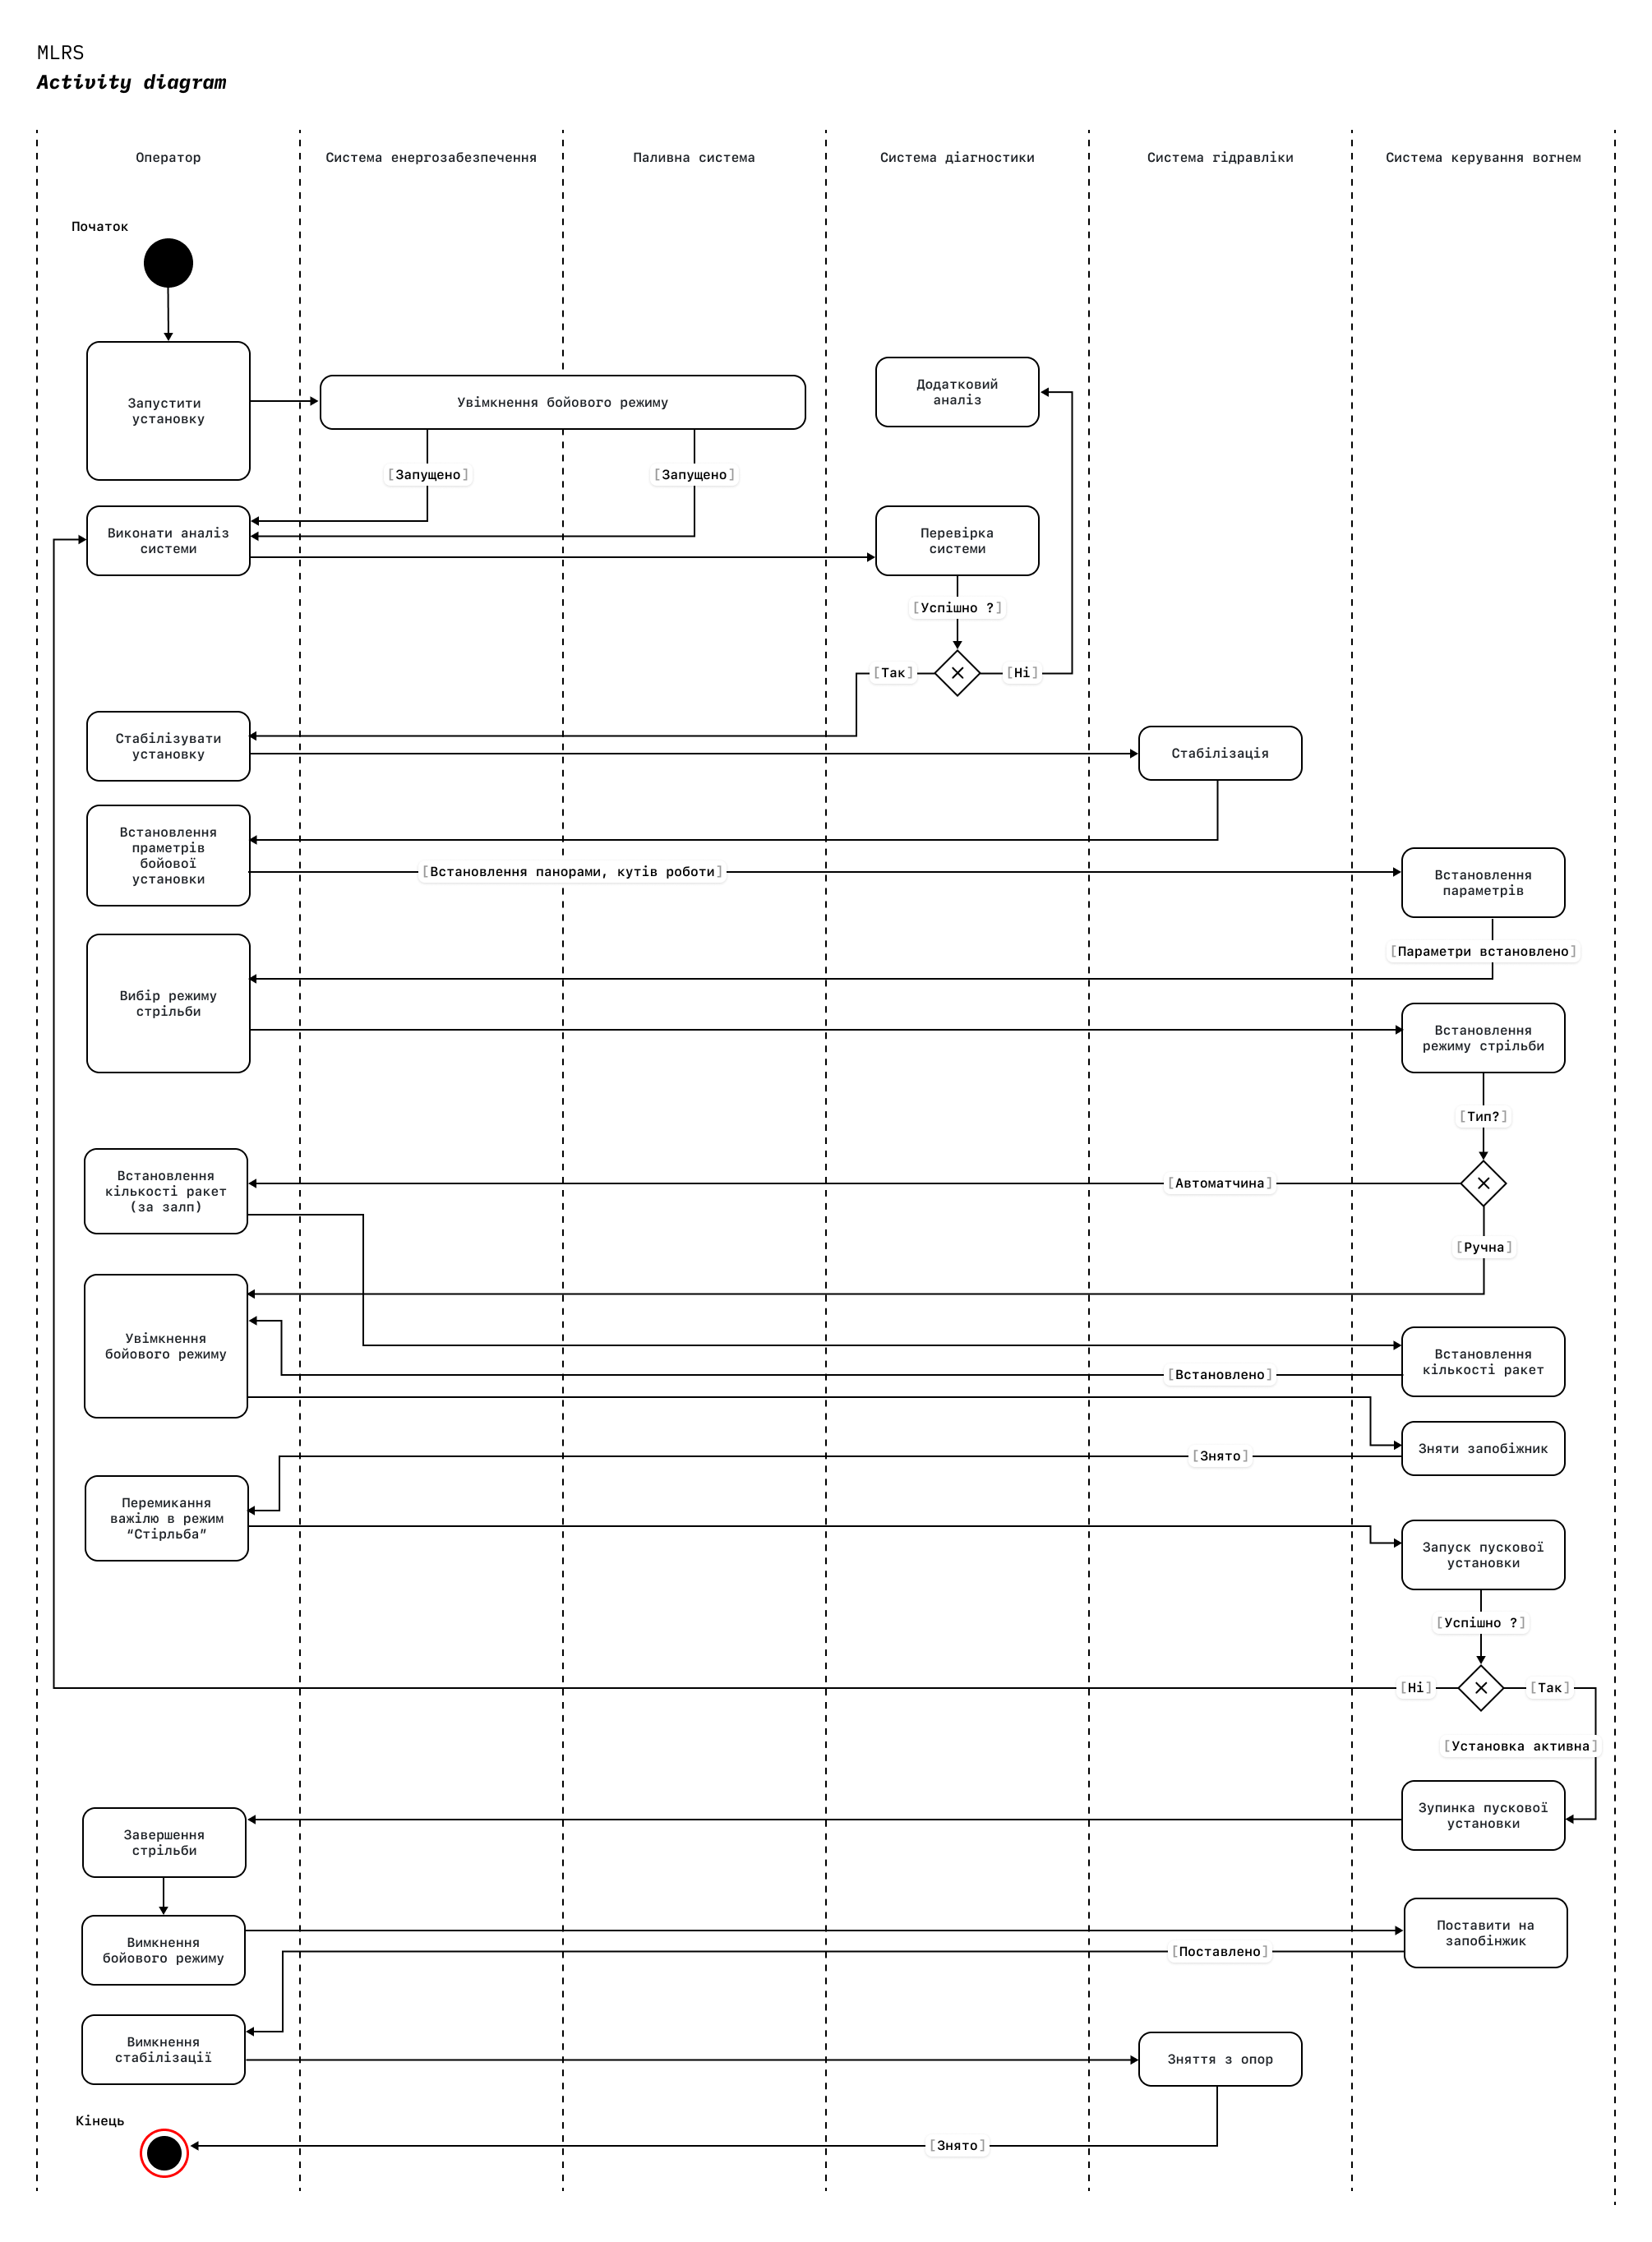 MLRS
Activity diagram
Оператор
Система енергозабезпечення
Паливна система
Система діагностики
Система гідравліки
Система керування вогнем
Початок
Запустити
установку
Увімкнення бойового режиму
Додатковий
аналіз
[Запущено]
[Запущено]
Виконати аналіз
системи
Перевірка
системи
[Успішно ?]
[Так]
[Ні]
Стабілізувати
установку
Стабілізація
Встановлення
праметрів
бойової
установки
[Встановлення панорами, кутів роботи]
Встановлення
параметрів
[Параметри встановлено]
Вибір режиму
стрільби
Встановлення
режиму стрільби
[Тип?]
Встановлення
кількості ракет
(за залп)
[Автоматчина]
[Ручна]
Увімкнення
бойового режиму
Встановлення
кількості ракет
[Встановлено]
Зняти запобіжник
[Знято]
Перемикання
важілю в режим
“Стірльба”
Запуск пускової
установки
[Успішно ?]
[Ні]
[Так]
[Установка активна]
Зупинка пускової
установки
Завершення
стрільби
Вимкнення
бойового режиму
Поставити на
запобінжик
[Поставлено]
Вимкнення
стабілізації
Зняття з опор
Кінець
[Знято]